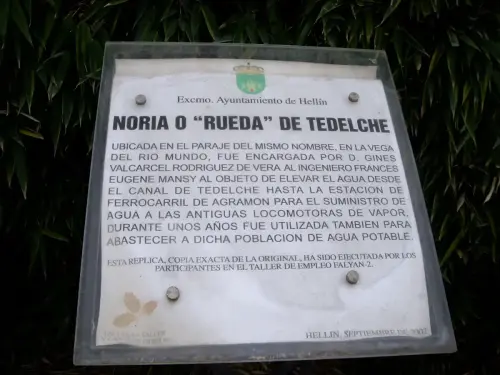 Excmo. Ayuntamiento de Hellín
NORIA O “RUEDA” DE TEDELCHE
UBICADA EN EL PARAJE DEL MISMO NOMBRE, EN LA VEGA
DEL RIO MUNDO, FUE ENCARGADA POR D. GINES
VALCARCEL RODRIGUEZ DE VERA AL INGENIERO FRANCES
EUGENE MANSY AL OBJETO DE ELEVAR EL AGUA DESDE
EL CANAL DE TEDELCHE HASTA LA ESTACION DE
FERROCARRIL DE AGRAMON PARA EL SUMINISTRO DE
AGUA A LAS ANTIGUAS LOCOMOTORAS DE VAPOR.
DURANTE UNOS AÑOS FUE UTILIZADA TAMBIEN PARA
ABASTECER A DICHA POBLACION DE AGUA POTABLE.
ESTA REPLICA, COPIA EXACTA DE LA ORIGINAL, HA SIDO EJECUTADA POR LOS
PARTICIPANTES EN EL TALLER DE EMPLEO FALYAN-2.
HELLIN, SEPTIEMBRE DE